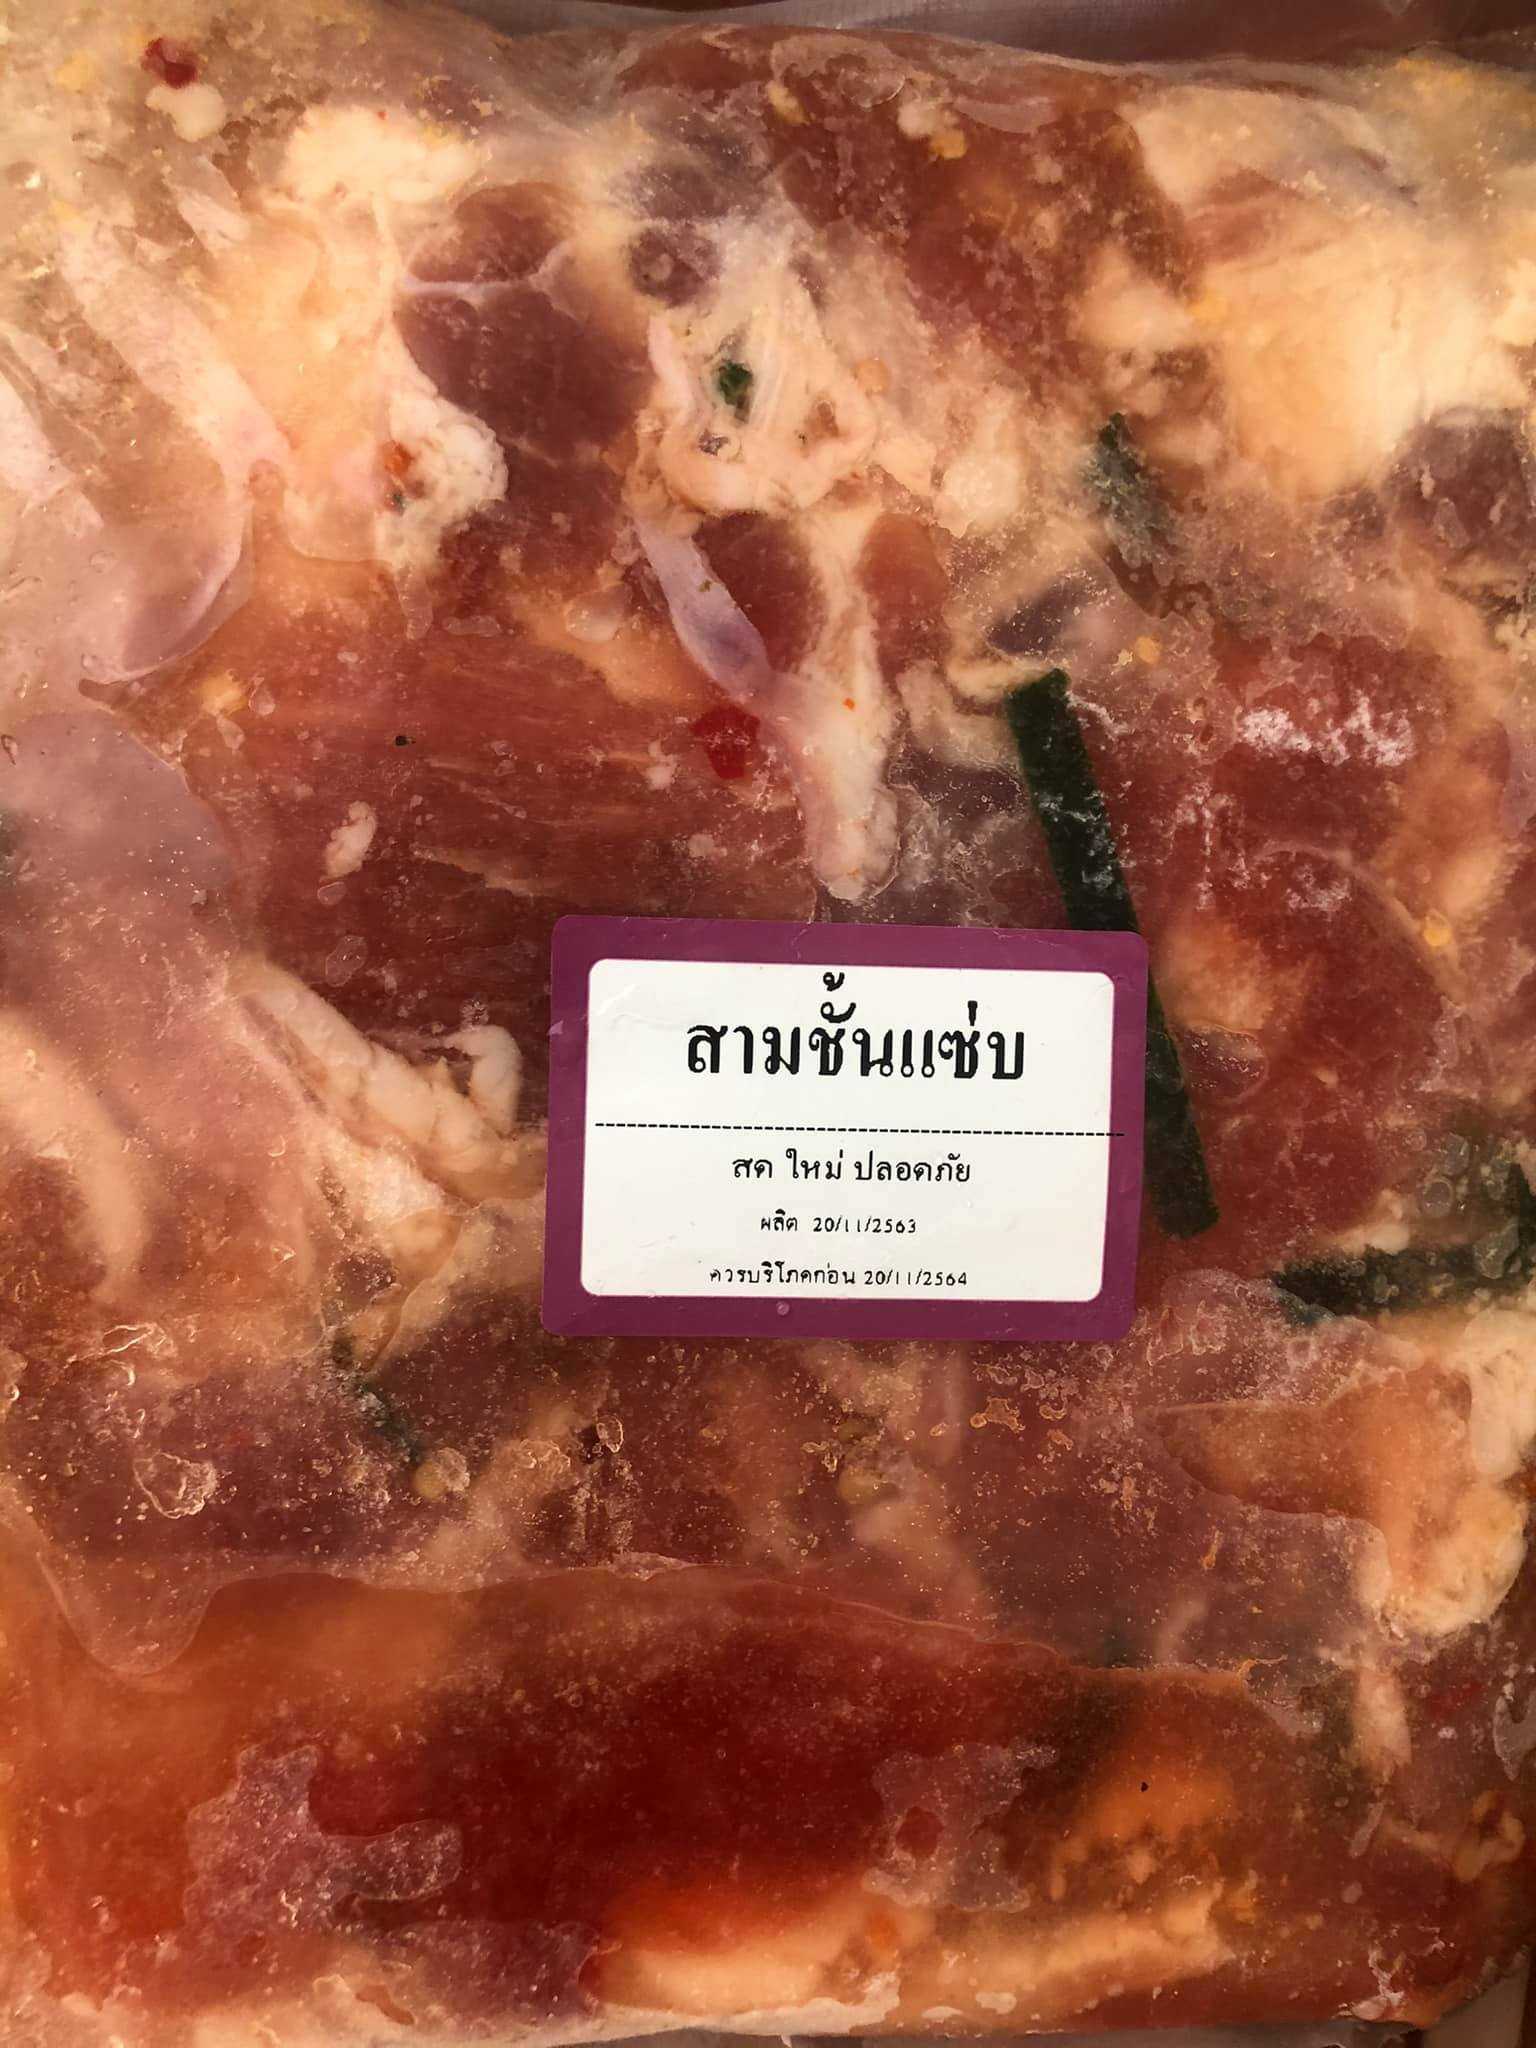 สามชั้นแซ่บ
สด ใหม่ ปลอดภัย
ผลิต 20/11/2563
ควรบริโภคก่อน 20/11/2564